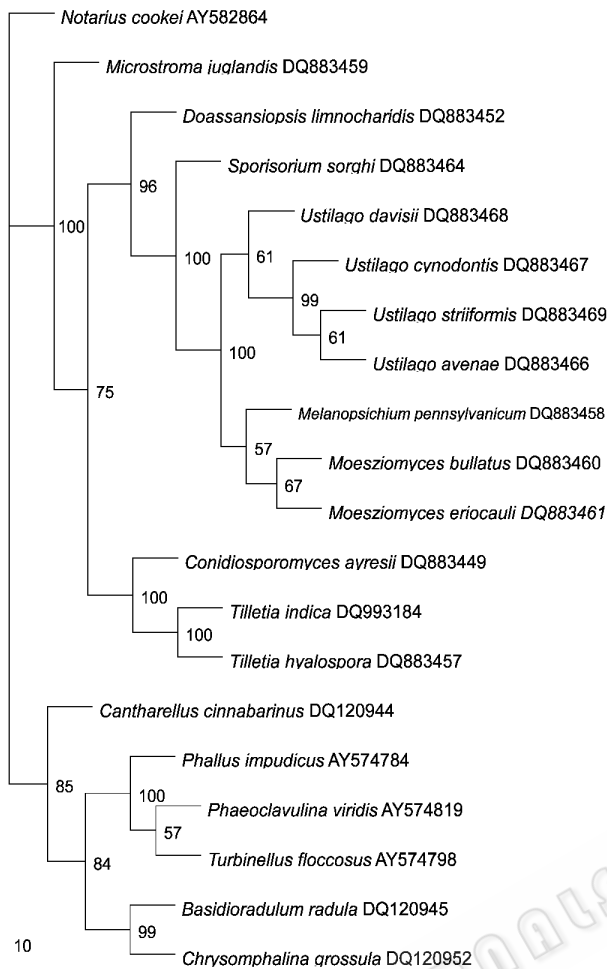 Notarius cookei AY582864
Microstroma juglandis DQ883459
Doassansiopsis limnocharidis DQ883452
96
Sporisorium sorghi DQ883464
Ustilago davisii DQ883468
100
100
61
Ustilago cynodontis DQ883467
99
Ustilago striiformis DQ883469
61
100
Ustilago avenae DQ883466
75
Melanopsichium pennsylvanicum DQ883458
57
Moesziomyces bullatus DQ883460
67
Moesziomyces eriocauli DQ883461
Conidiosporomyces ayresii DQ883449
100
Tilletia indica DQ993184
100
Tilletia hyalospora DQ883457
Cantharellus cinnabarinus DQ120944
Phallus impudicus AY574784
85
100
Phaeoclavulina viridis AY574819
57
84
Turbinellus floccosus AY574798
Basidioradulum radula DQ120945
99
10
Chrysomphalina grossula DQ120952